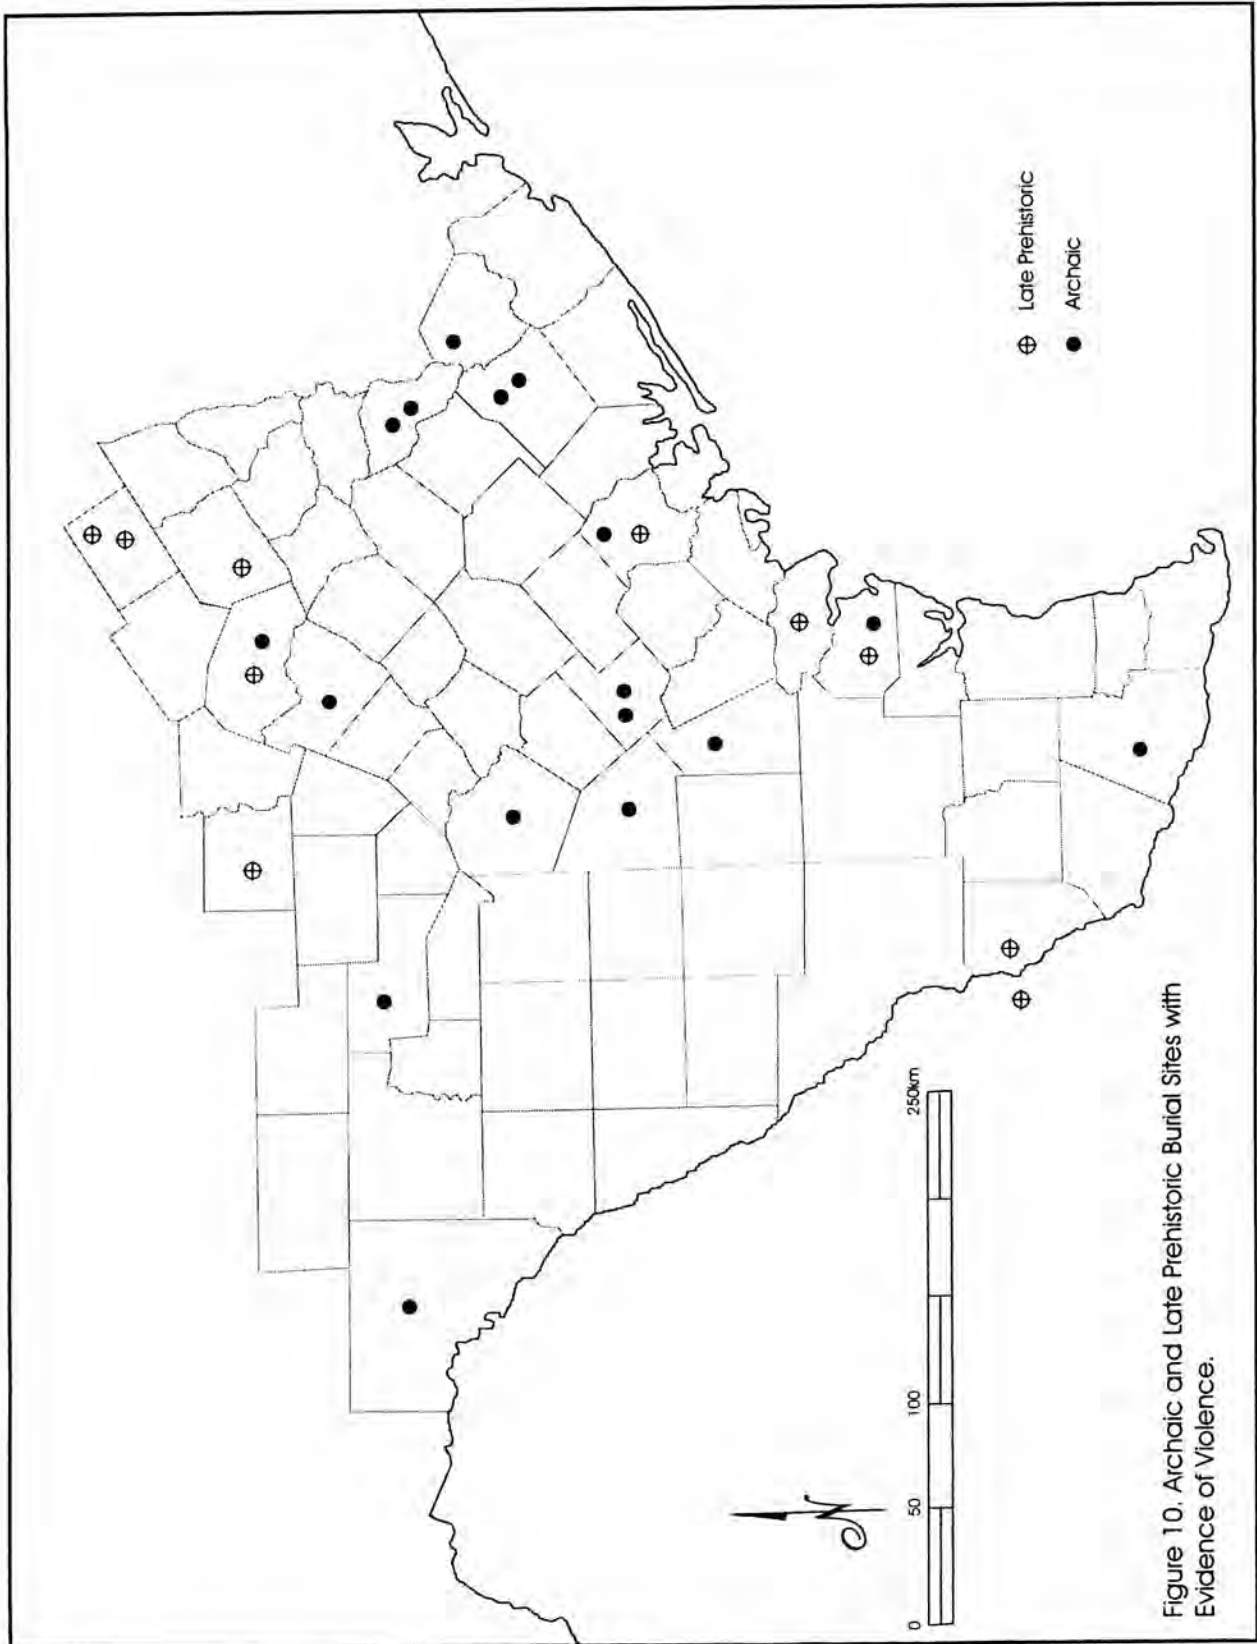 ⊕ Late Prehistoric
● Archaic
0 50 100 250km
N
Figure 10. Archaic and Late Prehistoric Burial Sites with
Evidence of Violence.